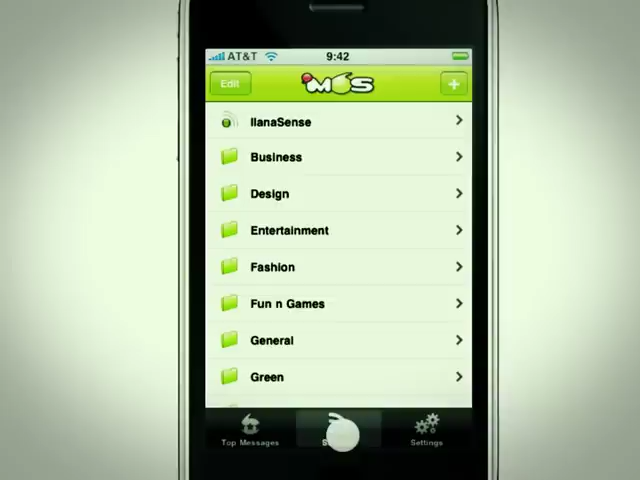 AT&T 9:42
Edit MOS +
IlanaSense
Business
Design
Entertainment
Fashion
Fun n Games
General
Green
Top Messages Settings